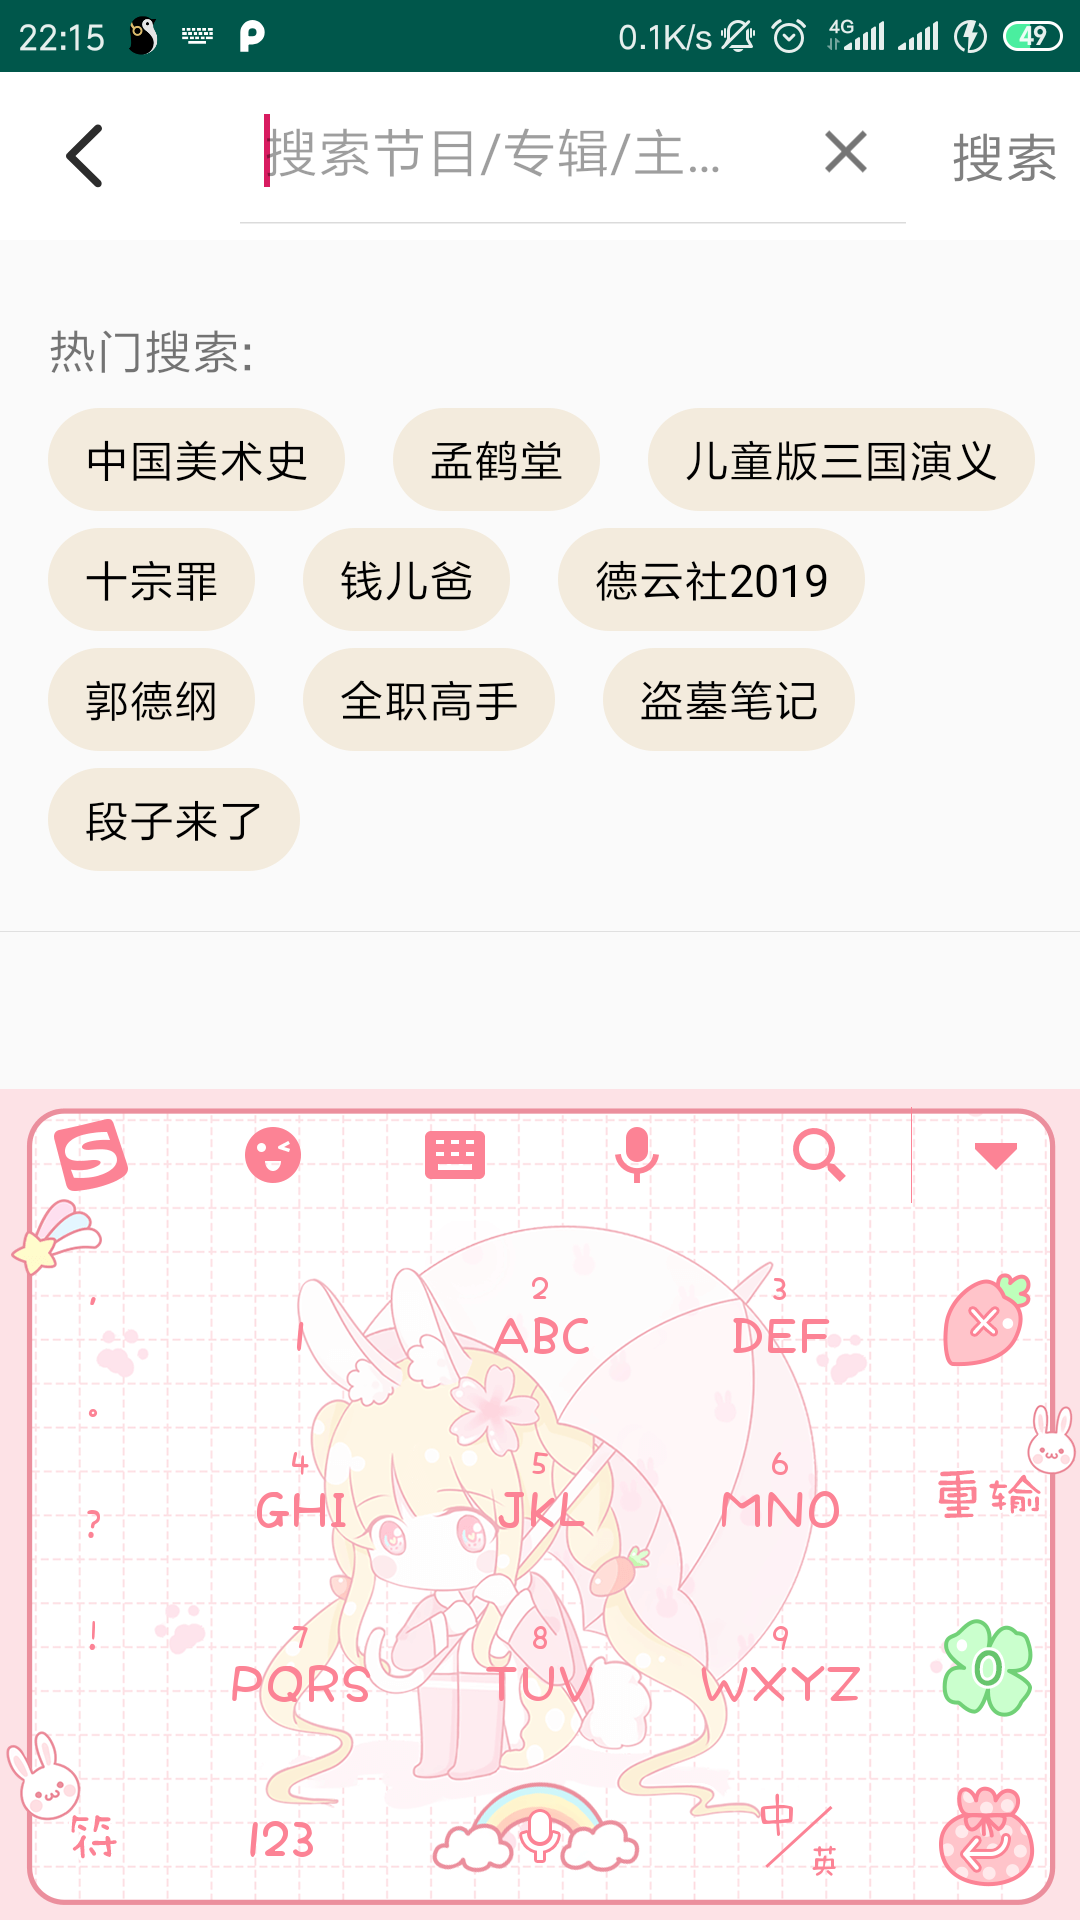 22:15 0.1K/s 4G 49
搜索节目/专辑/主... 搜索
热门搜索:
中国美术史 孟鹤堂 儿童版三国演义
十宗罪 钱儿爸 德云社2019
郭德纲 全职高手 盗墓笔记
段子来了
' 1 2 ABC 3 DEF
。
4 GHI 5 JKL 6 MNO 重输
?
! 7 PQRS 8 TUV 9 WXYZ 0
符 123 中/英